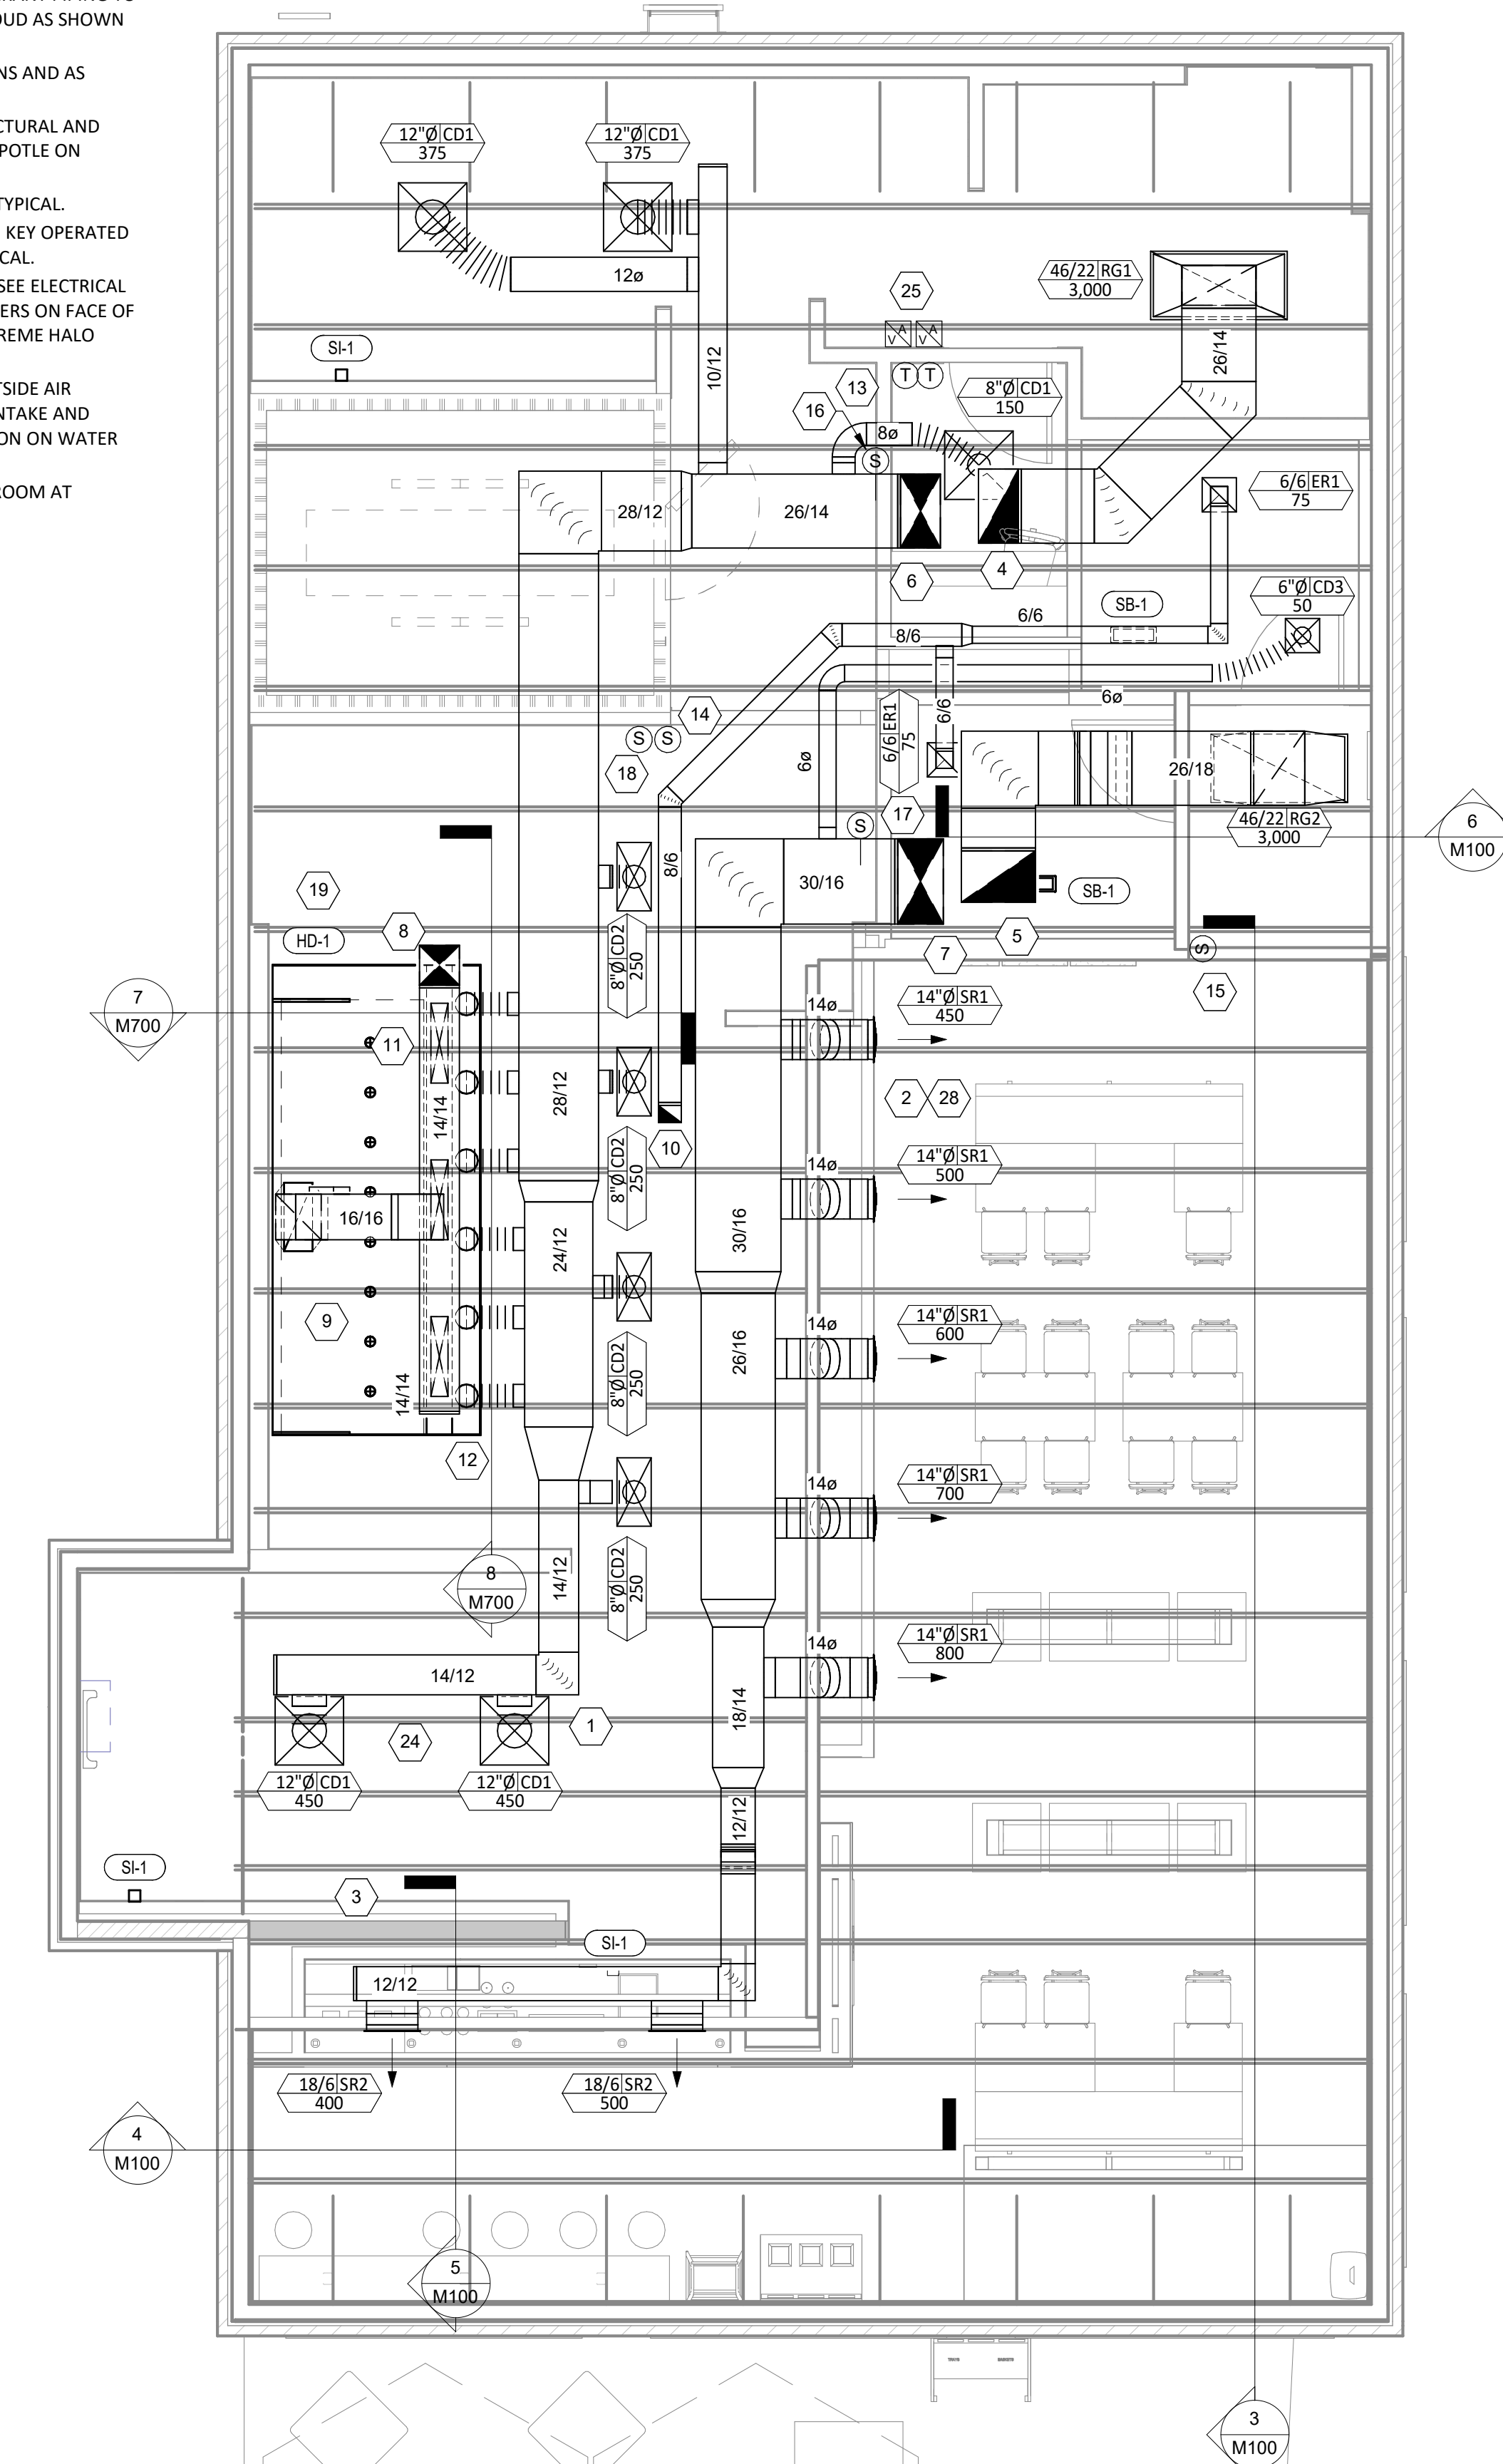 OUD AS SHOWN
NS AND AS
CTURAL AND
POTLE ON
TYPICAL.
KEY OPERATED
ICAL.
SEE ELECTRICAL
ERS ON FACE OF
REME HALO
TSIDE AIR
NTAKE AND
ON ON WATER
ROOM AT
12"Ø CD1
375
12"Ø CD1
375
12ø
10/12
SI-1
25
46/22 RG1
3,000
26/14
V A
V A
T
T
13
16
8"Ø CD1
150
8ø
S
6/6 ER1
75
28/12
26/14
6
4
6"Ø CD3
50
SB-1
6/6
8/6
6ø
14
S
S
18
6ø
6/6 ER1
75
6/6
26/18
46/22 RG2
3,000
6
M100
17
S
8/6
30/16
SB-1
19
8
HD-1
8"Ø CD2
250
7
5
S
15
7
M700
14ø
14"Ø SR1
450
11
14/14
28/12
2
28
10
8"Ø CD2
250
14ø
14"Ø SR1
500
16/16
24/12
30/16
9
14ø
14"Ø SR1
600
8"Ø CD2
250
26/16
14/14
12
14ø
14"Ø SR1
700
8
M700
14/12
8"Ø CD2
250
14ø
14"Ø SR1
800
14/12
18/14
24
1
12"Ø CD1
450
12"Ø CD1
450
12/12
SI-1
3
SI-1
12/12
18/6 SR2
400
18/6 SR2
500
4
M100
5
M100
3
M100